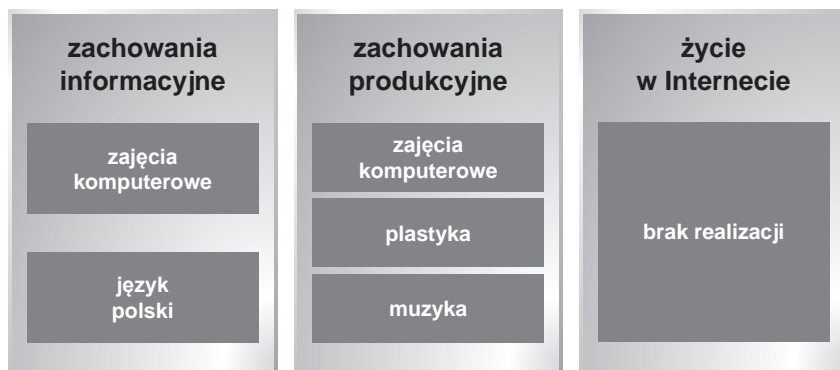 zachowania
informacyjne
zajęcia
komputerowe
język
polski
zachowania
produkcyjne
zajęcia
komputerowe
plastyka
muzyka
życie
w Internecie
brak realizacji